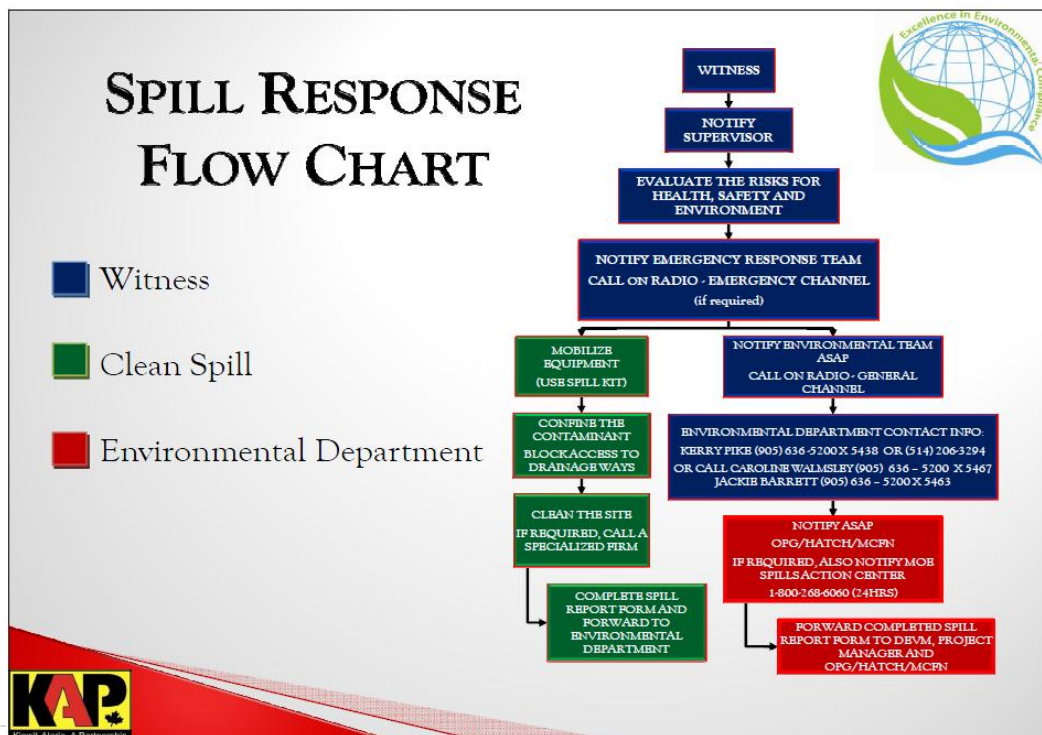 SPILL RESPONSE
FLOW CHART
Witness
Clean Spill
Environmental Department
Excellence in Environmental Compliance
WITNESS
NOTIFY
SUPERVISOR
EVALUATE THE RISKS FOR
HEALTH, SAFETY AND
ENVIRONMENT
NOTIFY EMERGENCY RESPONSE TEAM
CALL ON RADIO - EMERGENCY CHANNEL
(if required)
MOBILIZE
EQUIPMENT
(USE SPILL KIT)
CONFINE THE
CONTAMINANT
BLOCK ACCESS TO
DRAINAGE WAYS
CLEAN THE SITE
IF REQUIRED, CALL A
SPECIALIZED FIRM
COMPLETE SPILL
REPORT FORM AND
FORWARD TO
ENVIRONMENTAL
DEPARTMENT
NOTIFY ENVIRONMENTAL TEAM
ASAP
CALL ON RADIO - GENERAL
CHANNEL
ENVIRONMENTAL DEPARTMENT CONTACT INFO:
KERRY PIKE (905) 636-5200 X 5438 OR (514) 206-3294
OR CALL CAROLINE WALMSLEY (905) 636 – 5200 X 5467
JACKIE BARRETT (905) 636 – 5200 X 5463
NOTIFY ASAP
OPG/HATCH/MCFN
IF REQUIRED, ALSO NOTIFY MOE
SPILLS ACTION CENTER
1-800-268-6060 (24HRS)
FORWARD COMPLETED SPILL
REPORT FORM TO DEVM, PROJECT
MANAGER AND
OPG/HATCH/MCFN
KAP
Kiewit-Alarie, A Partnership